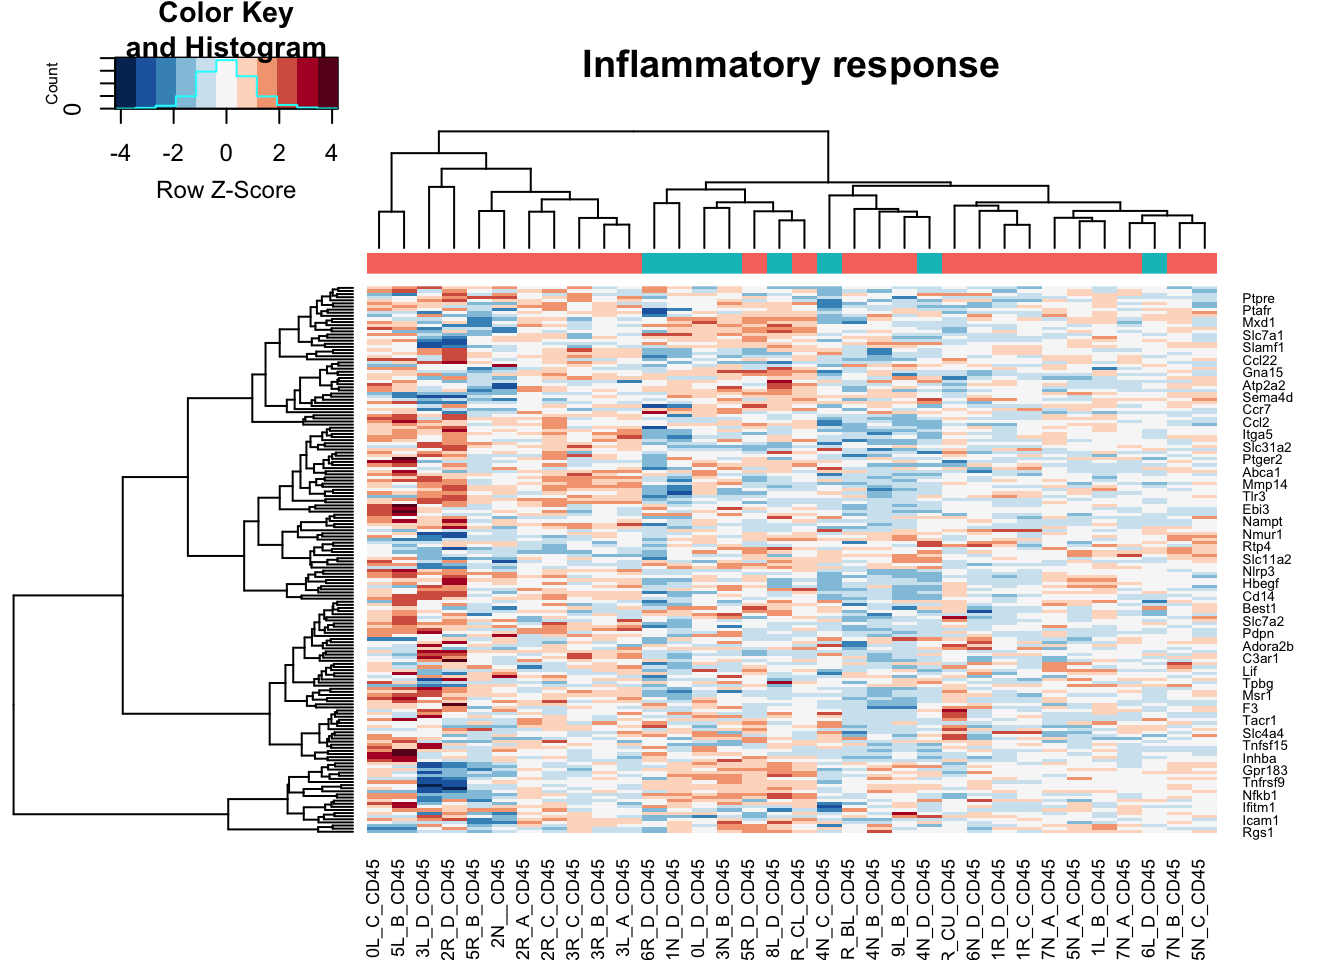 Color Key
and Histogram
Inflammatory response
Count
0
-4 -2 0 2 4
Row Z-Score
Ptpre
Ptafr
Mxd1
Slc7a1
Slamf1
Ccl22
Gna15
Atp2a2
Sema4d
Ccr7
Ccl2
Itga5
Slc31a2
Ptger2
Abca1
Mmp14
Tlr3
Ebi3
Nampt
Nmur1
Rtp4
Slc11a2
Nlrp3
Hbegf
Cd14
Best1
Slc7a2
Pdpn
Adora2b
C3ar1
Lif
Tpbg
Msr1
F3
Tacr1
Slc4a4
Tnfsf15
Inhba
Gpr183
Tnfrsf9
Nfkb1
Ifitm1
Icam1
Rgs1
0L_C_CD45
5L_B_CD45
3L_D_CD45
2R_D_CD45
5R_B_CD45
2N__CD45
2R_A_CD45
2R_C_CD45
3R_C_CD45
3R_B_CD45
3L_A_CD45
6R_D_CD45
1N_D_CD45
0L_D_CD45
3N_B_CD45
5R_D_CD45
8L_D_CD45
R_CL_CD45
4N_C_CD45
R_BL_CD45
4N_B_CD45
9L_B_CD45
4N_D_CD45
R_CU_CD45
6N_D_CD45
1R_D_CD45
1R_C_CD45
7N_A_CD45
5N_A_CD45
1L_B_CD45
7N_A_CD45
6L_D_CD45
7N_B_CD45
5N_C_CD45